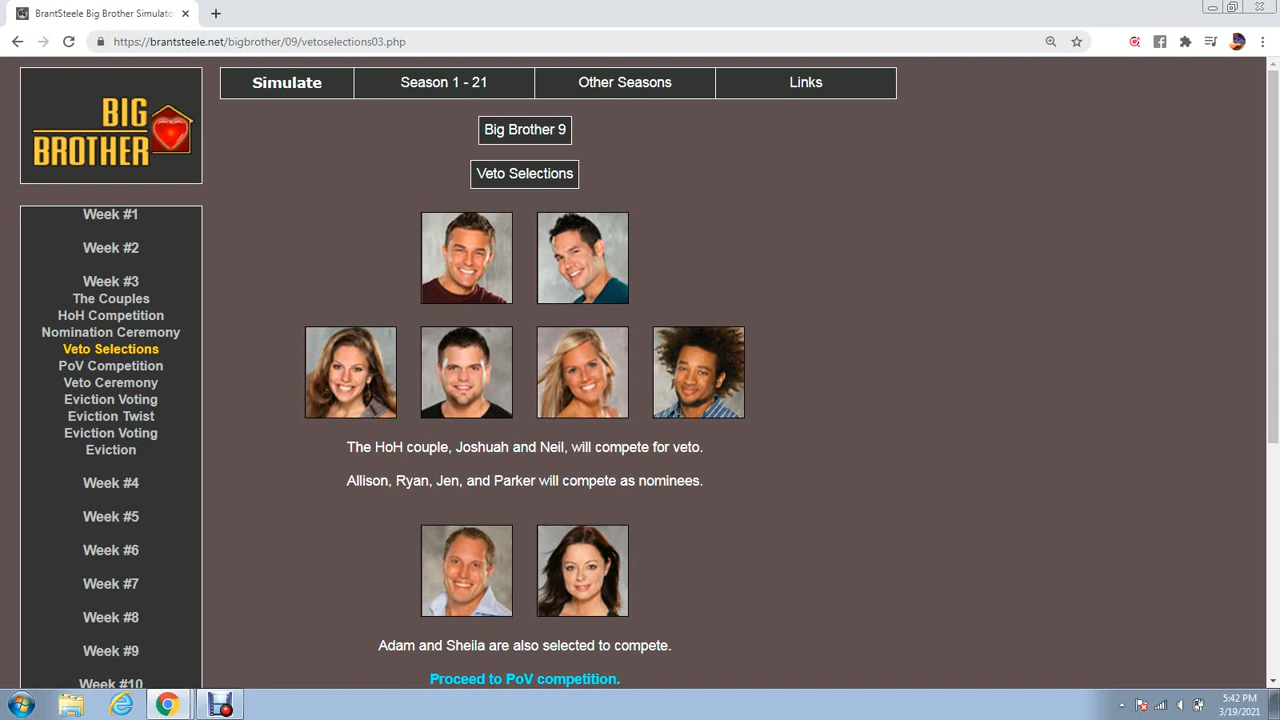 BrantSteele Big Brother Simulato
https://brantsteele.net/bigbrother/09/vetoselections03.php
BIG
BROTHER
Simulate
Season 1 - 21
Other Seasons
Links
Big Brother 9
Veto Selections
Week #1
Week #2
Week #3
The Couples
HoH Competition
Nomination Ceremony
Veto Selections
PoV Competition
Veto Ceremony
Eviction Voting
Eviction Twist
Eviction Voting
Eviction
Week #4
Week #5
Week #6
Week #7
Week #8
Week #9
Week #10
The HoH couple, Joshuah and Neil, will compete for veto.
Allison, Ryan, Jen, and Parker will compete as nominees.
Adam and Sheila are also selected to compete.
Proceed to PoV competition.
5:42 PM
3/19/2021